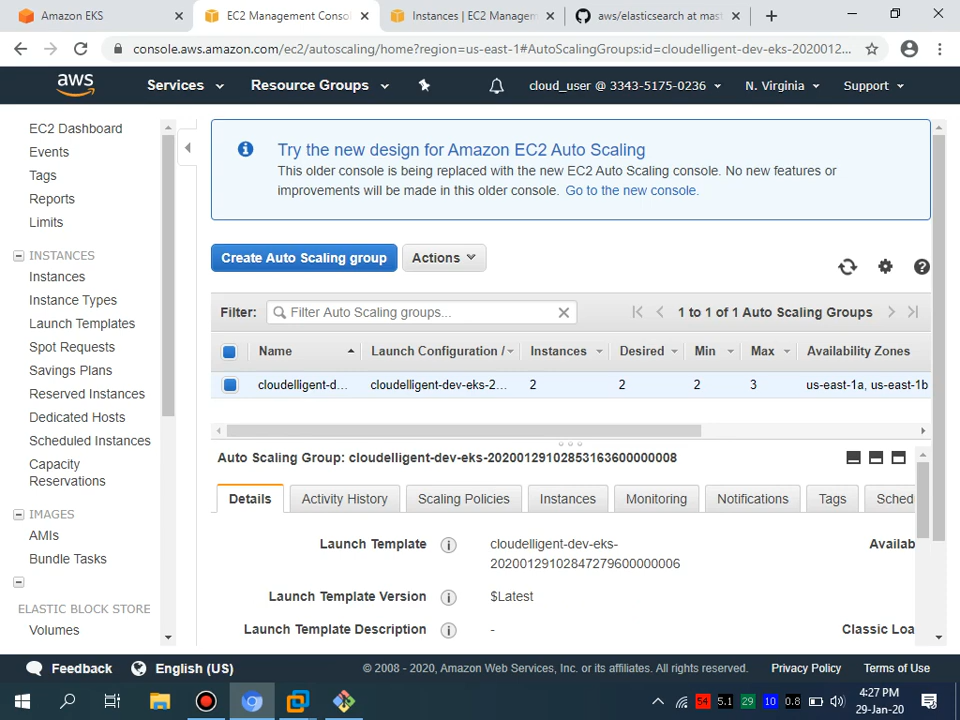 Amazon EKS
EC2 Management Conso
Instances | EC2 Managem
aws/elasticsearch at mast
console.aws.amazon.com/ec2/autoscaling/home?region=us-east-1#AutoScalingGroups:id=cloudelligent-dev-eks-2020012...
aws
Services
Resource Groups
cloud_user @ 3343-5175-0236
N. Virginia
Support
EC2 Dashboard
Events
Tags
Reports
Limits
INSTANCES
Instances
Instance Types
Launch Templates
Spot Requests
Savings Plans
Reserved Instances
Dedicated Hosts
Scheduled Instances
Capacity
Reservations
IMAGES
AMIs
Bundle Tasks
ELASTIC BLOCK STORE
Volumes
Try the new design for Amazon EC2 Auto Scaling
This older console is being replaced with the new EC2 Auto Scaling console. No new features or
improvements will be made in this older console. Go to the new console.
Create Auto Scaling group
Actions
Filter: Filter Auto Scaling groups...
1 to 1 of 1 Auto Scaling Groups
Name Launch Configuration / Instances Desired Min Max Availability Zones
cloudelligent-d... cloudelligent-dev-eks-2... 2 2 2 3 us-east-1a, us-east-1b
Auto Scaling Group: cloudelligent-dev-eks-20200129102853163600000008
Details Activity History Scaling Policies Instances Monitoring Notifications Tags Sched
Launch Template cloudelligent-dev-eks-
20200129102847279600000006
Availab
Launch Template Version $Latest
Launch Template Description -
Classic Loa
Feedback
English (US)
© 2008 - 2020, Amazon Web Services, Inc. or its affiliates. All rights reserved.
Privacy Policy
Terms of Use
54 5.1 29 10 0.8
4:27 PM
29-Jan-20